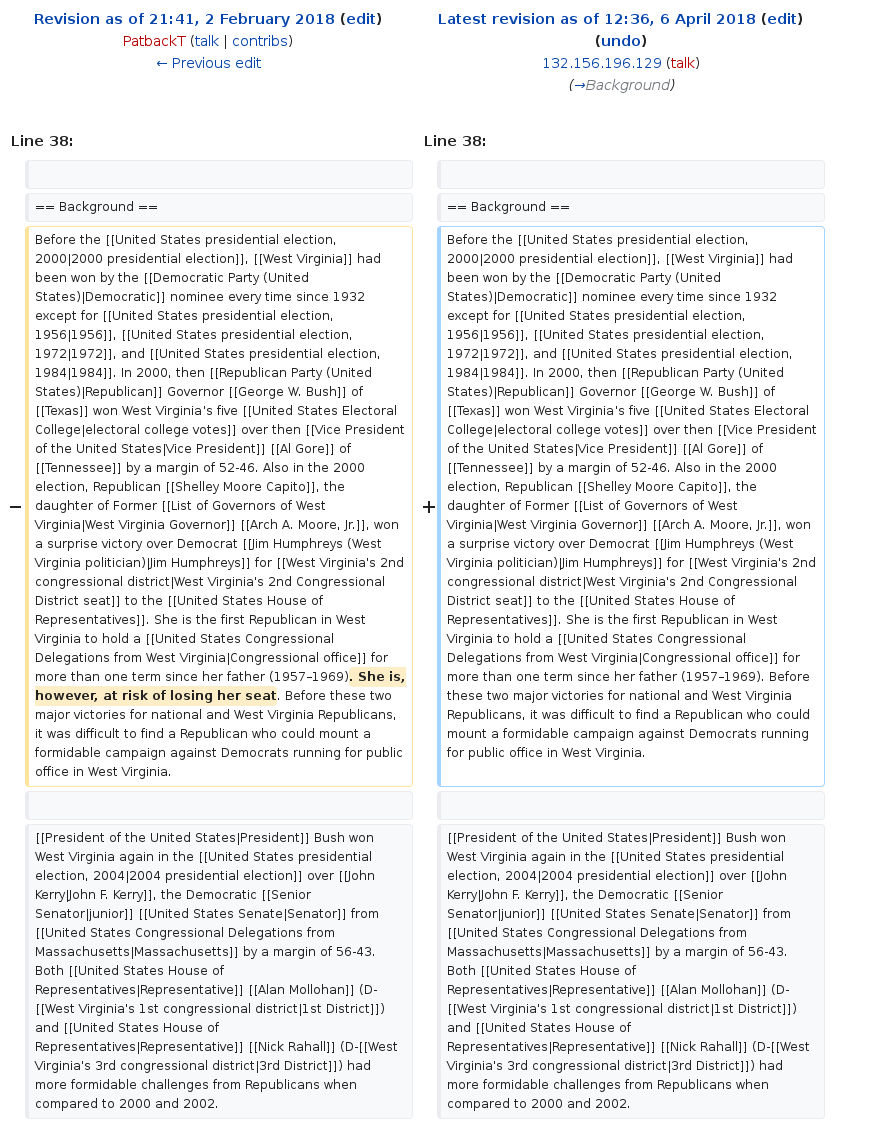 Revision as of 21:41, 2 February 2018 (edit)
PatbackT (talk | contribs)
← Previous edit
Latest revision as of 12:36, 6 April 2018 (edit)
(undo)
132.156.196.129 (talk)
(→Background)
Line 38:
Line 38:
== Background ==
== Background ==
−
Before the [[United States presidential election,
2000|2000 presidential election]], [[West Virginia]] had
been won by the [[Democratic Party (United
States)|Democratic]] nominee every time since 1932
except for [[United States presidential election,
1956|1956]], [[United States presidential election,
1972|1972]], and [[United States presidential election,
1984|1984]]. In 2000, then [[Republican Party (United
States)|Republican]] Governor [[George W. Bush]] of
[[Texas]] won West Virginia's five [[United States Electoral
College|electoral college votes]] over then [[Vice President
of the United States|Vice President]] [[Al Gore]] of
[[Tennessee]] by a margin of 52-46. Also in the 2000
election, Republican [[Shelley Moore Capito]], the
daughter of Former [[List of Governors of West
Virginia|West Virginia Governor]] [[Arch A. Moore, Jr.]], won
a surprise victory over Democrat [[Jim Humphreys (West
Virginia politician)|Jim Humphreys]] for [[West Virginia's 2nd
congressional district|West Virginia's 2nd Congressional
District seat]] to the [[United States House of
Representatives]]. She is the first Republican in West
Virginia to hold a [[United States Congressional
Delegations from West Virginia|Congressional office]] for
more than one term since her father (1957–1969). She is,
however, at risk of losing her seat. Before these two
major victories for national and West Virginia Republicans,
it was difficult to find a Republican who could mount a
formidable campaign against Democrats running for public
office in West Virginia.
+
Before the [[United States presidential election,
2000|2000 presidential election]], [[West Virginia]] had
been won by the [[Democratic Party (United
States)|Democratic]] nominee every time since 1932
except for [[United States presidential election,
1956|1956]], [[United States presidential election,
1972|1972]], and [[United States presidential election,
1984|1984]]. In 2000, then [[Republican Party (United
States)|Republican]] Governor [[George W. Bush]] of
[[Texas]] won West Virginia's five [[United States Electoral
College|electoral college votes]] over then [[Vice President
of the United States|Vice President]] [[Al Gore]] of
[[Tennessee]] by a margin of 52-46. Also in the 2000
election, Republican [[Shelley Moore Capito]], the
daughter of Former [[List of Governors of West
Virginia|West Virginia Governor]] [[Arch A. Moore, Jr.]], won
a surprise victory over Democrat [[Jim Humphreys (West
Virginia politician)|Jim Humphreys]] for [[West Virginia's 2nd
congressional district|West Virginia's 2nd Congressional
District seat]] to the [[United States House of
Representatives]]. She is the first Republican in West
Virginia to hold a [[United States Congressional
Delegations from West Virginia|Congressional office]] for
more than one term since her father (1957–1969). Before
these two major victories for national and West Virginia
Republicans, it was difficult to find a Republican who could
mount a formidable campaign against Democrats running
for public office in West Virginia.
[[President of the United States|President]] Bush won
West Virginia again in the [[United States presidential
election, 2004|2004 presidential election]] over [[John
Kerry|John F. Kerry]], the Democratic [[Senior
Senator|junior]] [[United States Senate|Senator]] from
[[United States Congressional Delegations from
Massachusetts|Massachusetts]] by a margin of 56-43.
Both [[United States House of
Representatives|Representative]] [[Alan Mollohan]] (D-
[[West Virginia's 1st congressional district|1st District]])
and [[United States House of
Representatives|Representative]] [[Nick Rahall]] (D-[[West
Virginia's 3rd congressional district|3rd District]]) had
more formidable challenges from Republicans when
compared to 2000 and 2002.
[[President of the United States|President]] Bush won
West Virginia again in the [[United States presidential
election, 2004|2004 presidential election]] over [[John
Kerry|John F. Kerry]], the Democratic [[Senior
Senator|junior]] [[United States Senate|Senator]] from
[[United States Congressional Delegations from
Massachusetts|Massachusetts]] by a margin of 56-43.
Both [[United States House of
Representatives|Representative]] [[Alan Mollohan]] (D-
[[West Virginia's 1st congressional district|1st District]])
and [[United States House of
Representatives|Representative]] [[Nick Rahall]] (D-[[West
Virginia's 3rd congressional district|3rd District]]) had
more formidable challenges from Republicans when
compared to 2000 and 2002.